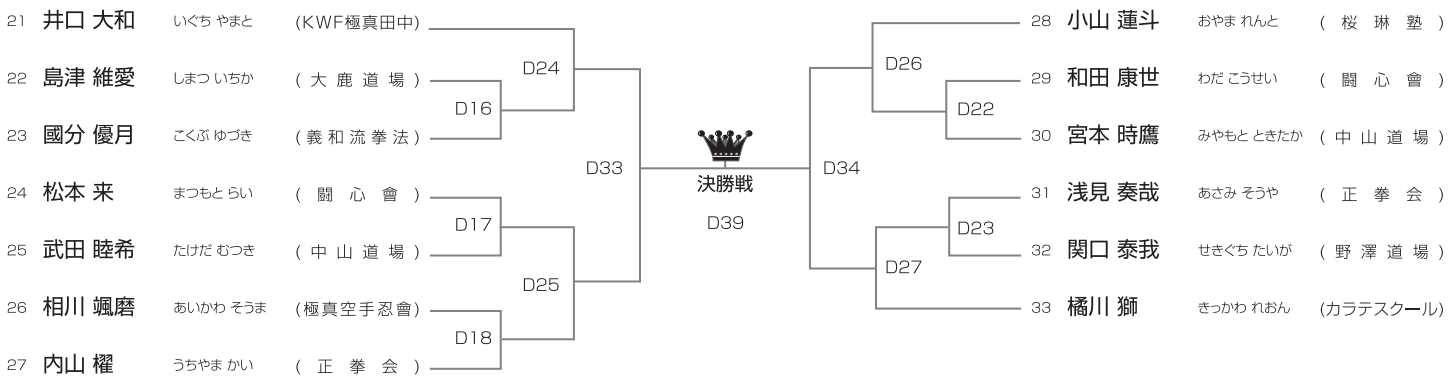 21 井口 大和 いぐち やまと (KWF極真田中)
22 島津 維愛 しまつ いちか ( 大 鹿 道 場 )
23 國分 優月 こくぶ ゆづき ( 義 和 流 拳 法 )
24 松本 来 まつもと らい ( 闘 心 會 )
25 武田 睦希 たけだ むつき ( 中 山 道 場 )
26 相川 颯磨 あいかわ そうま (極真空手忍會)
27 内山 櫂 うちやま かい ( 正 拳 会 )
D24
D16
D33
D17
D25
D18
決勝戦
D39
28 小山 蓮斗 おやま れんと ( 桜 琳 塾 )
29 和田 康世 わだ こうせい ( 闘 心 會 )
30 宮本 時鷹 みやもと ときたか ( 中 山 道 場 )
31 浅見 奏哉 あさみ そうや ( 正 拳 会 )
32 関口 泰我 せきぐち たいが ( 野 澤 道 場 )
33 橘川 獅 きっかわ れおん (カラテスクール)
D26
D22
D34
D23
D27